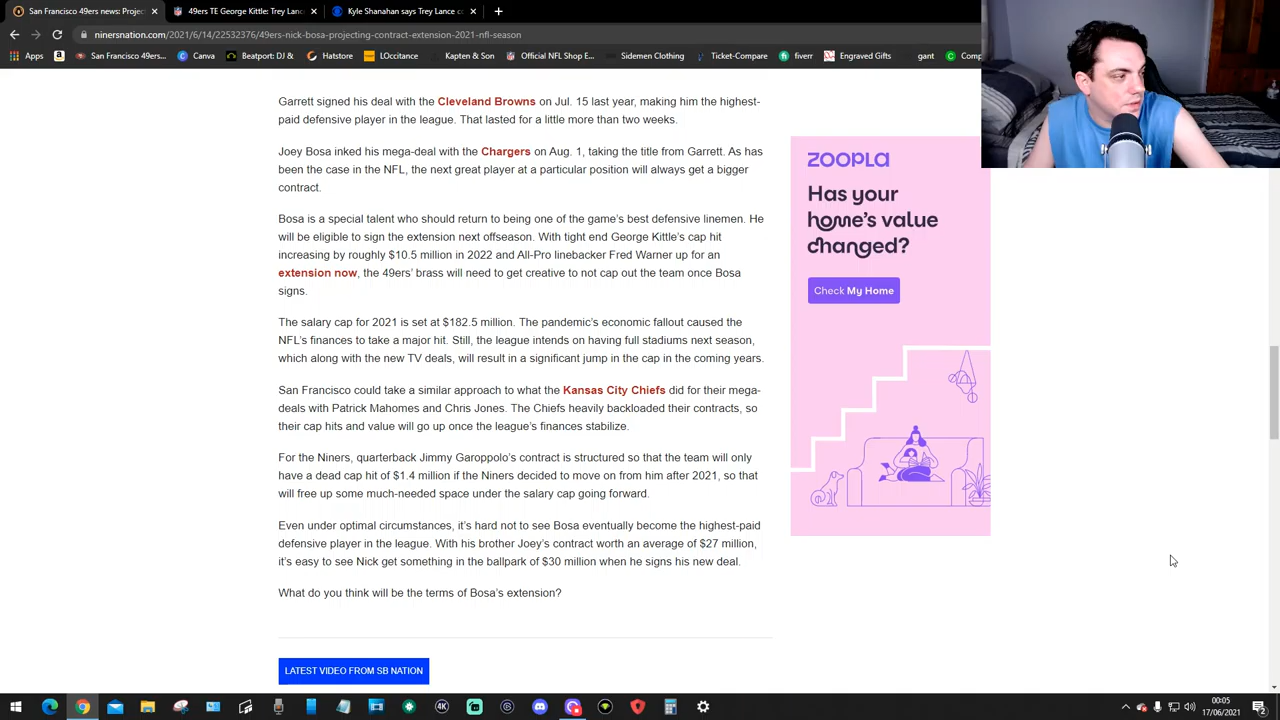 San Francisco 49ers news: Project
49ers TE George Kittle: Trey Lanc
Kyle Shanahan says Trey Lance co
ninersnation.com/2021/6/14/22532376/49ers-nick-bosa-projecting-contract-extension-2021-nfl-season
Apps San Francisco 49ers... Canva Beatport: DJ & Hatstore LOccitance Kapten & Son Official NFL Shop E... Sidemen Clothing Ticket-Compare fiverr Engraved Gifts gant Comp
Garrett signed his deal with the Cleveland Browns on Jul. 15 last year, making him the highest-
paid defensive player in the league. That lasted for a little more than two weeks.
Joey Bosa inked his mega-deal with the Chargers on Aug. 1, taking the title from Garrett. As has
been the case in the NFL, the next great player at a particular position will always get a bigger
contract.
Bosa is a special talent who should return to being one of the game's best defensive linemen. He
will be eligible to sign the extension next offseason. With tight end George Kittle's cap hit
increasing by roughly $10.5 million in 2022 and All-Pro linebacker Fred Warner up for an
extension now, the 49ers' brass will need to get creative to not cap out the team once Bosa
signs.
The salary cap for 2021 is set at $182.5 million. The pandemic's economic fallout caused the
NFL's finances to take a major hit. Still, the league intends on having full stadiums next season,
which along with the new TV deals, will result in a significant jump in the cap in the coming years.
San Francisco could take a similar approach to what the Kansas City Chiefs did for their mega-
deals with Patrick Mahomes and Chris Jones. The Chiefs heavily backloaded their contracts, so
their cap hits and value will go up once the league's finances stabilize.
For the Niners, quarterback Jimmy Garoppolo's contract is structured so that the team will only
have a dead cap hit of $1.4 million if the Niners decided to move on from him after 2021, so that
will free up some much-needed space under the salary cap going forward.
Even under optimal circumstances, it's hard not to see Bosa eventually become the highest-paid
defensive player in the league. With his brother Joey's contract worth an average of $27 million,
it's easy to see Nick get something in the ballpark of $30 million when he signs his new deal.
What do you think will be the terms of Bosa's extension?
LATEST VIDEO FROM SB NATION
ZOOPLA
Has your
home's value
changed?
Check My Home
4K
00:05
17/06/2021
2